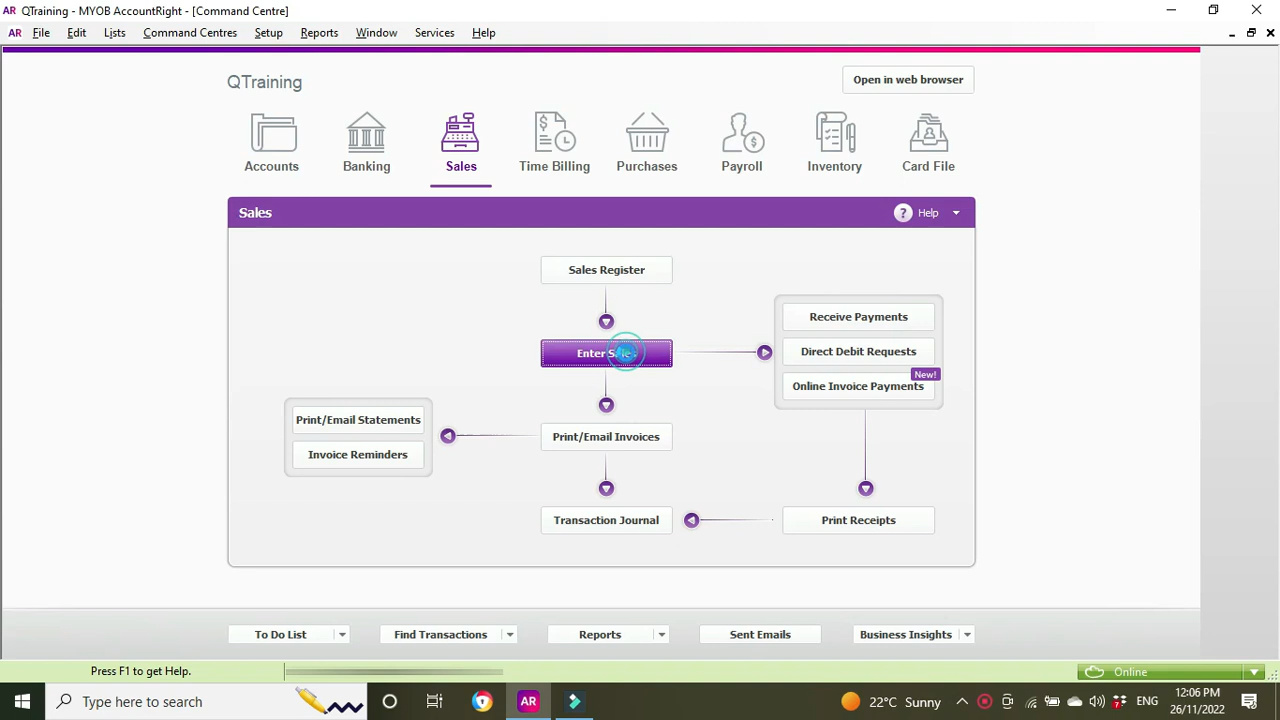 AR QTraining - MYOB AccountRight - [Command Centre]
AR File Edit Lists Command Centres Setup Reports Window Services Help
QTraining
Open in web browser
Accounts Banking Sales Time Billing Purchases Payroll Inventory Card File
Sales
? Help
Sales Register
Receive Payments
Enter
Direct Debit Requests
New!
Online Invoice Payments
Print/Email Statements
Print/Email Invoices
Invoice Reminders
Transaction Journal
Print Receipts
To Do List Find Transactions Reports Sent Emails Business Insights
Press F1 to get Help.
Online
Type here to search
AR
22°C Sunny
ENG
12:06 PM
26/11/2022